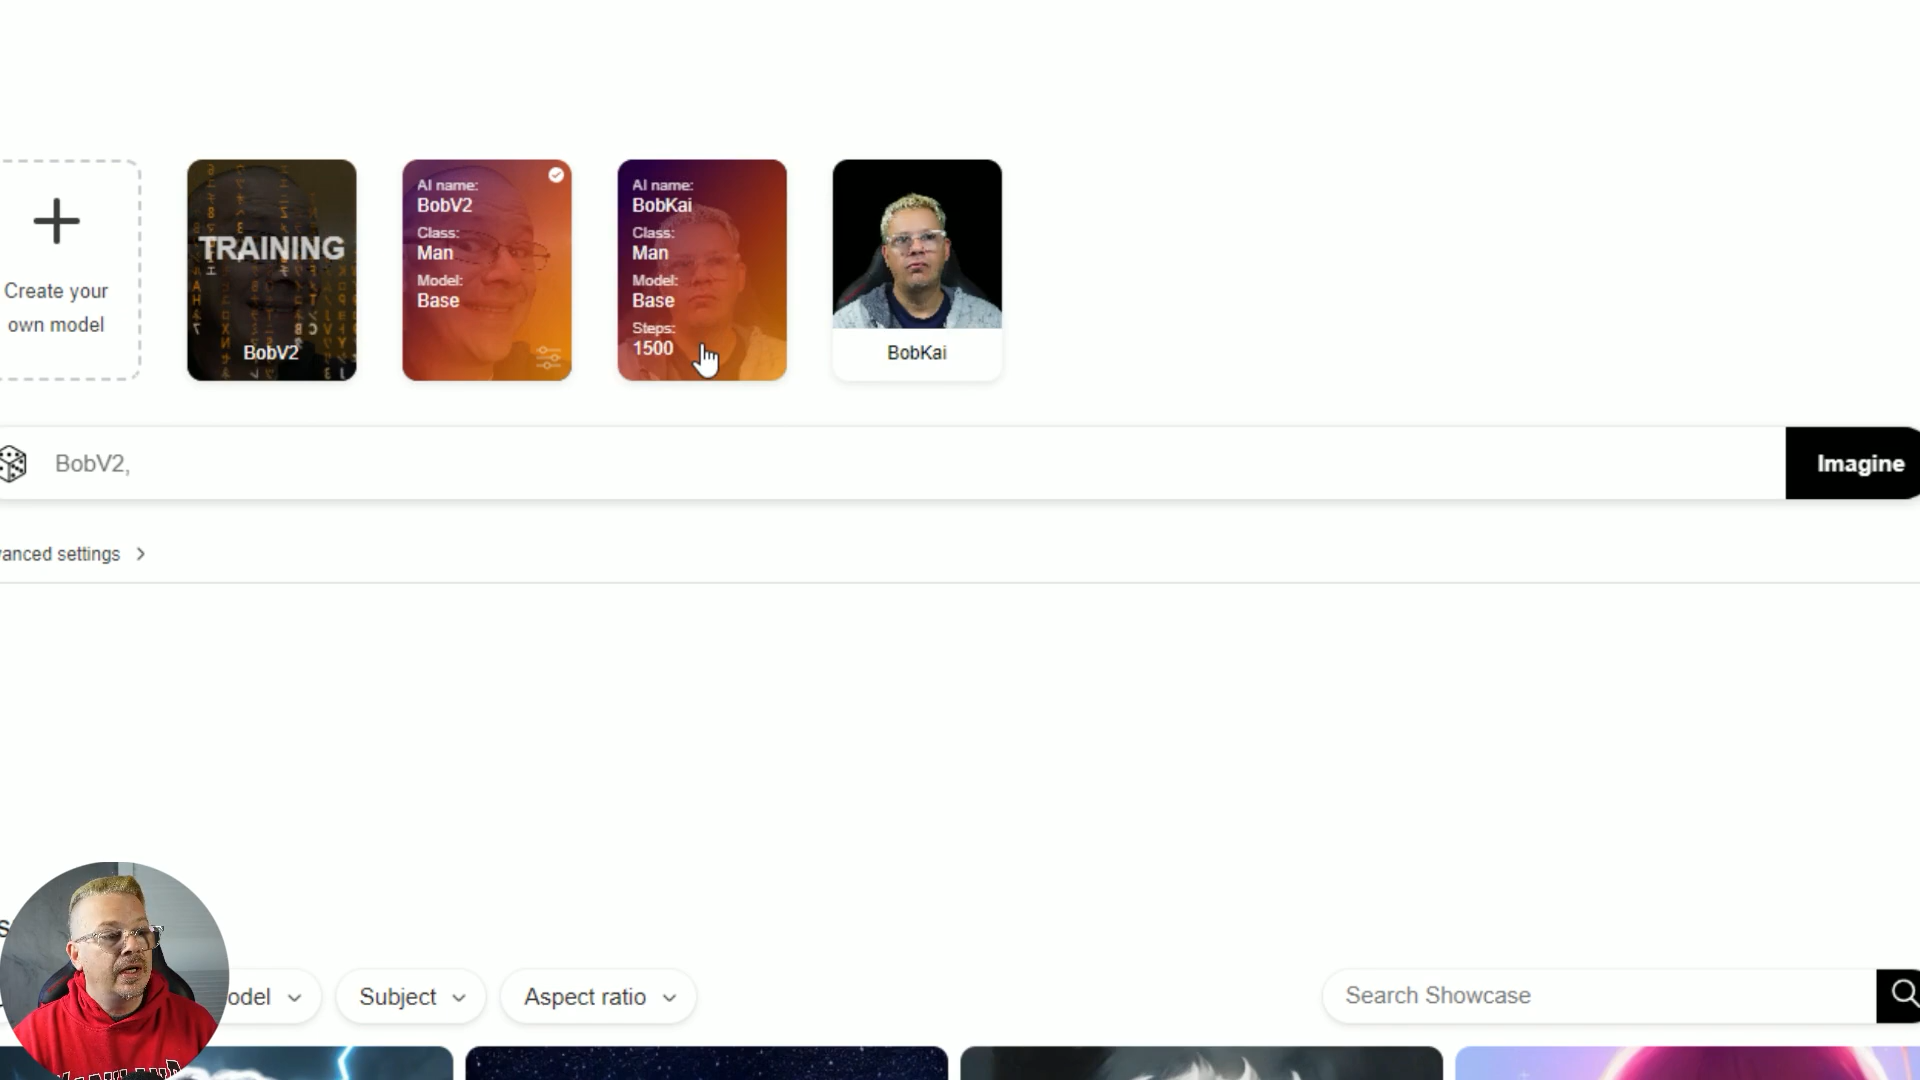 Create your
own model
TRAINING
BobV2
AI name:
BobV2
Class:
Man
Model:
Base
AI name:
BobKai
Class:
Man
Model:
Base
Steps:
1500
BobKai
BobV2,
Imagine
vanced settings
odel
Subject
Aspect ratio
Search Showcase